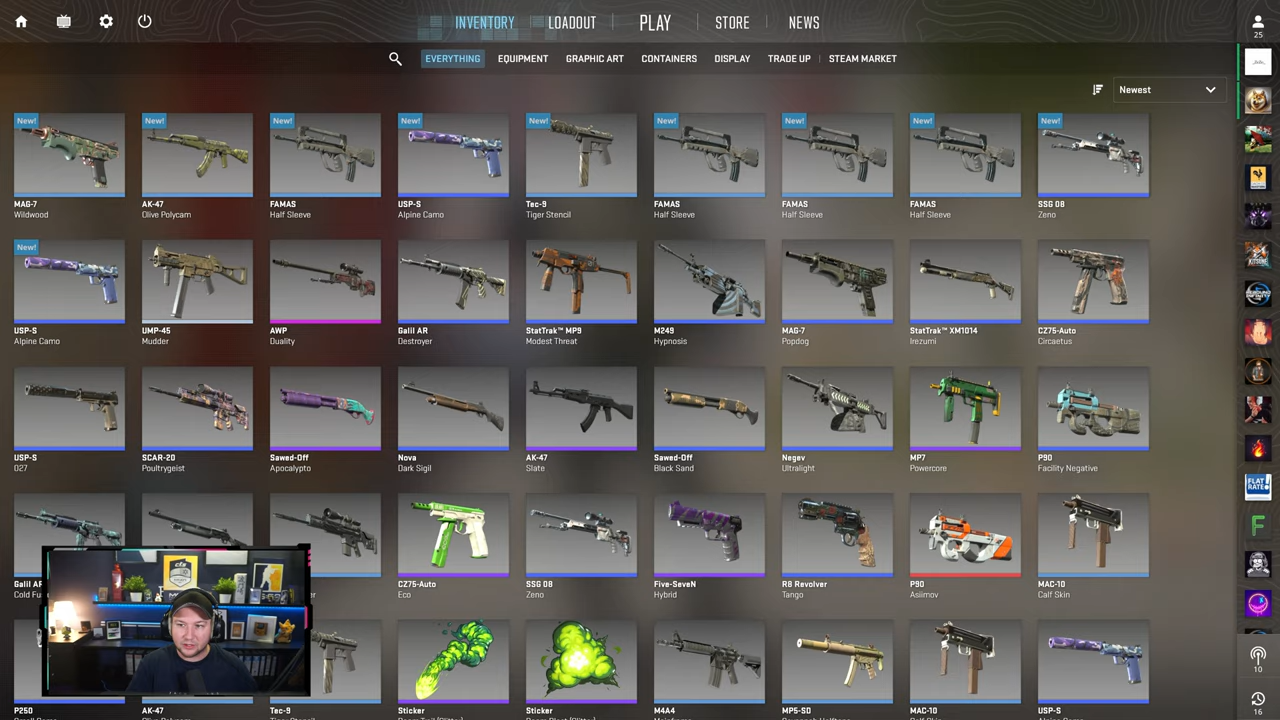 INVENTORY
LOADOUT
PLAY
STORE
NEWS
25
EVERYTHING
EQUIPMENT
GRAPHIC ART
CONTAINERS
DISPLAY
TRADE UP
STEAM MARKET
Newest
New!
New!
New!
New!
New!
New!
New!
New!
New!
MAG-7
Wildwood
AK-47
Olive Polycam
FAMAS
Half Sleeve
USP-S
Alpine Camo
Tec-9
Tiger Stencil
FAMAS
Half Sleeve
FAMAS
Half Sleeve
FAMAS
Half Sleeve
SSG 08
Zeno
New!
USP-S
Alpine Camo
UMP-45
Mudder
AWP
Duality
Galil AR
Destroyer
StatTrak™ MP9
Modest Threat
M249
Hypnosis
MAG-7
Popdog
StatTrak™ XM1014
Irezumi
CZ75-Auto
Circaetus
USP-S
027
SCAR-20
Poultrygeist
Sawed-Off
Apocalypto
Nova
Dark Sigil
AK-47
Slate
Sawed-Off
Black Sand
Negev
Ultralight
MP7
Powercore
P90
Facility Negative
FLAT RATE!
F
Galil AR
CZ75-Auto
Eco
SSG 08
Zeno
Five-SeveN
Hybrid
R8 Revolver
Tango
P90
Asiimov
MAC-10
Calf Skin
10
P250
AK-47
Tec-9
Sticker
Sticker
M4A4
MP5-SD
MAC-10
USP-S
16